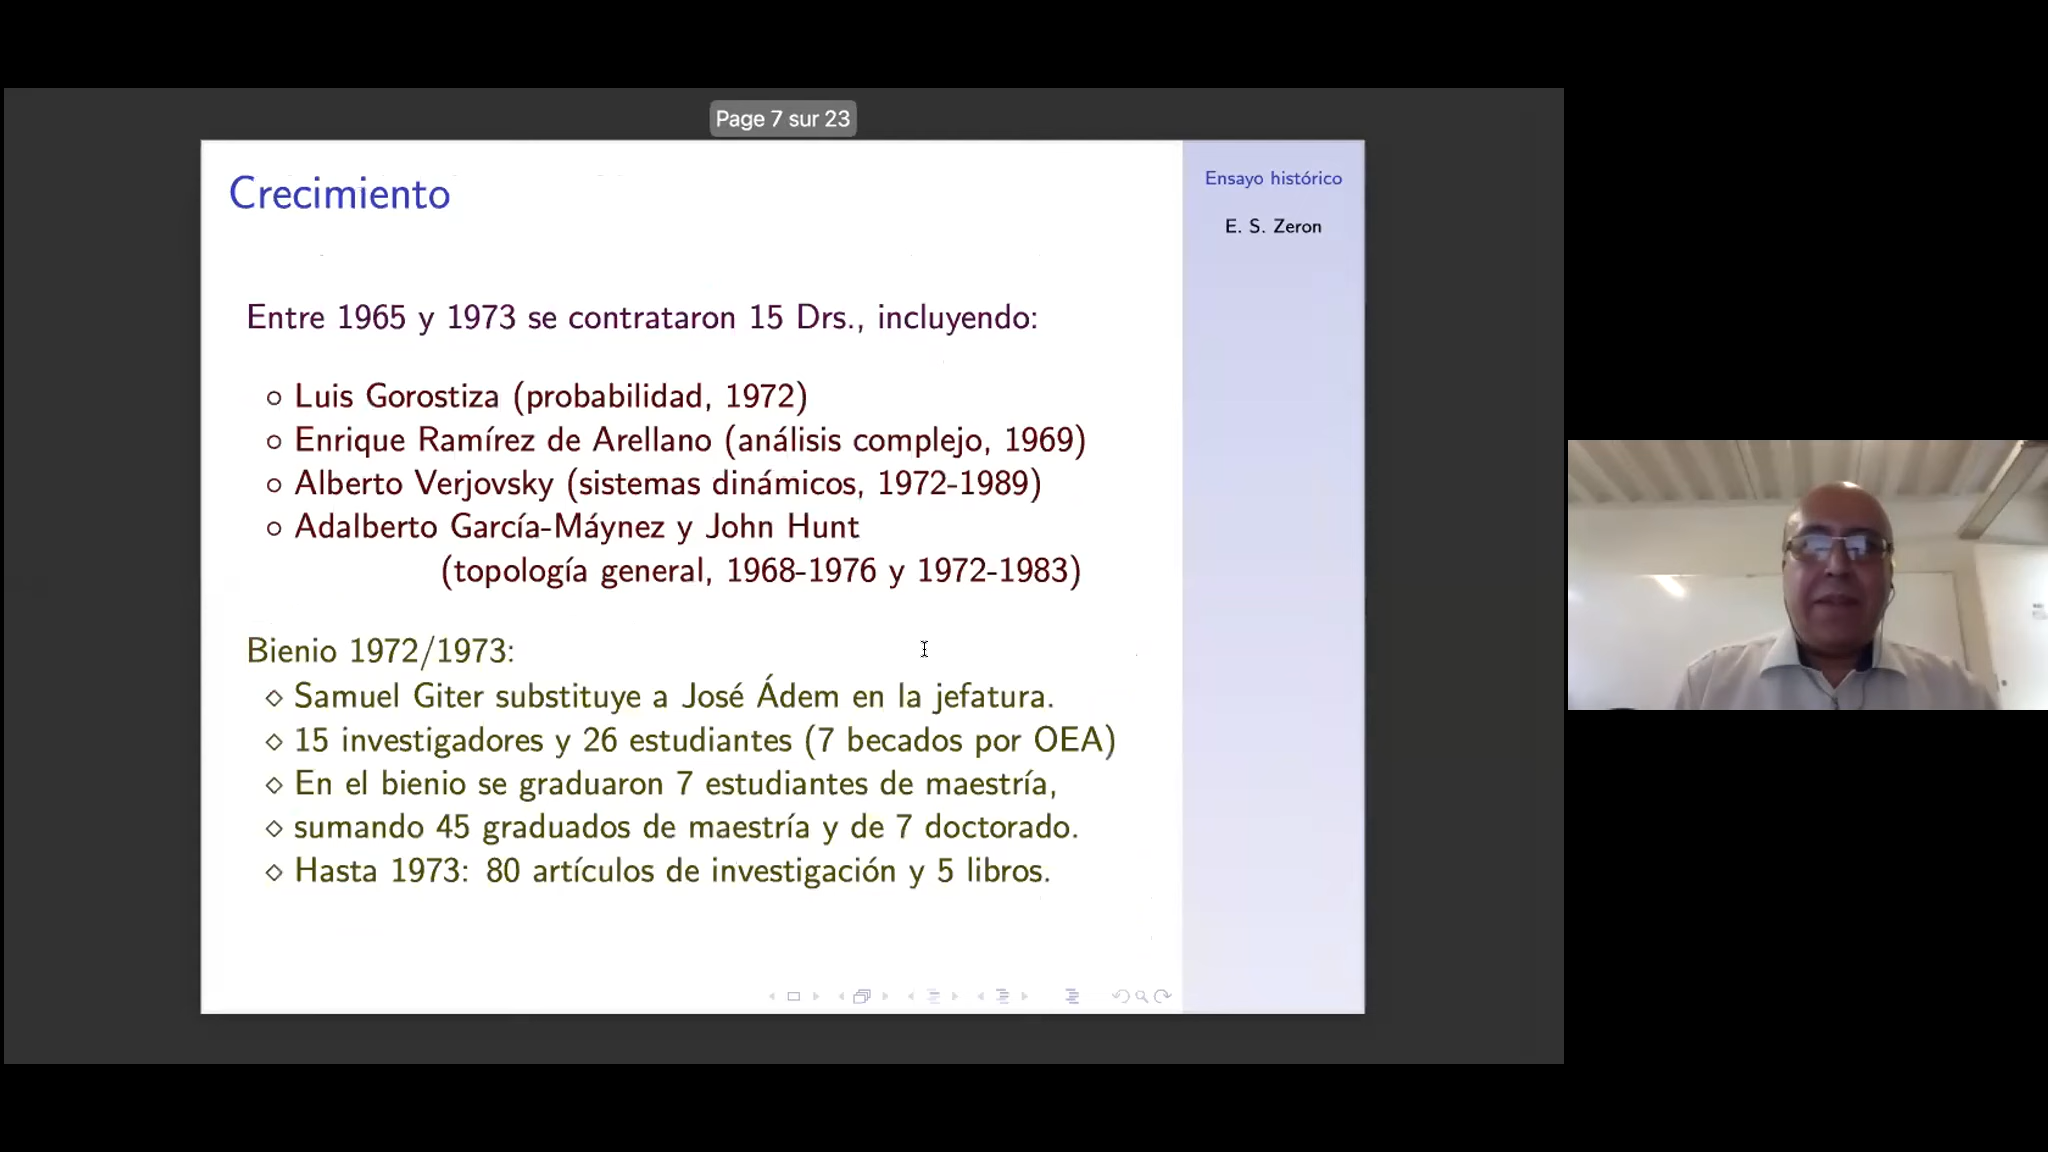 Page 7 sur 23
Crecimiento
Entre 1965 y 1973 se contrataron 15 Drs., incluyendo:
○ Luis Gorostiza (probabilidad, 1972)
○ Enrique Ramírez de Arellano (análisis complejo, 1969)
○ Alberto Verjovsky (sistemas dinámicos, 1972-1989)
○ Adalberto García-Máynez y John Hunt
(topología general, 1968-1976 y 1972-1983)
Bienio 1972/1973:
◇ Samuel Giter substituye a José Ádem en la jefatura.
◇ 15 investigadores y 26 estudiantes (7 becados por OEA)
◇ En el bienio se graduaron 7 estudiantes de maestría,
◇ sumando 45 graduados de maestría y de 7 doctorado.
◇ Hasta 1973: 80 artículos de investigación y 5 libros.
Ensayo histórico
E. S. Zeron